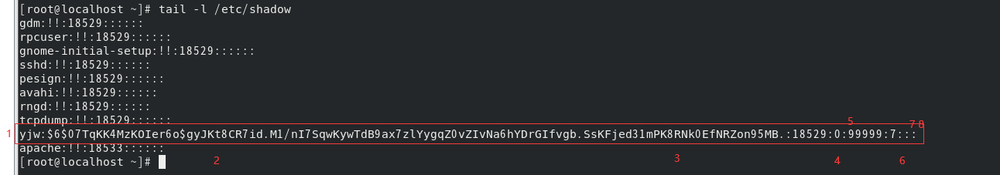 [root@localhost ~]# tail -l /etc/shadow
gdm:!!:18529::::::
rpcuser:!!:18529::::::
gnome-initial-setup:!!:18529::::::
sshd:!!:18529::::::
pesign:!!:18529::::::
avahi:!!:18529::::::
rngd:!!:18529::::::
tcpdump:!!:18529::::::
5 7 8
1 yjw:$6$07TqKK4MzKOIer6o$gyJKt8CR7id.M1/nI7SqwKywTdB9ax7zlYygqZ0vZIvNa6hYDrGIfvgb.SsKFjed31mPK8RNk0EfNRZon95MB.:18529:0:99999:7:::
apache:!!:18533::::::
[root@localhost ~]#
2 3 4 6